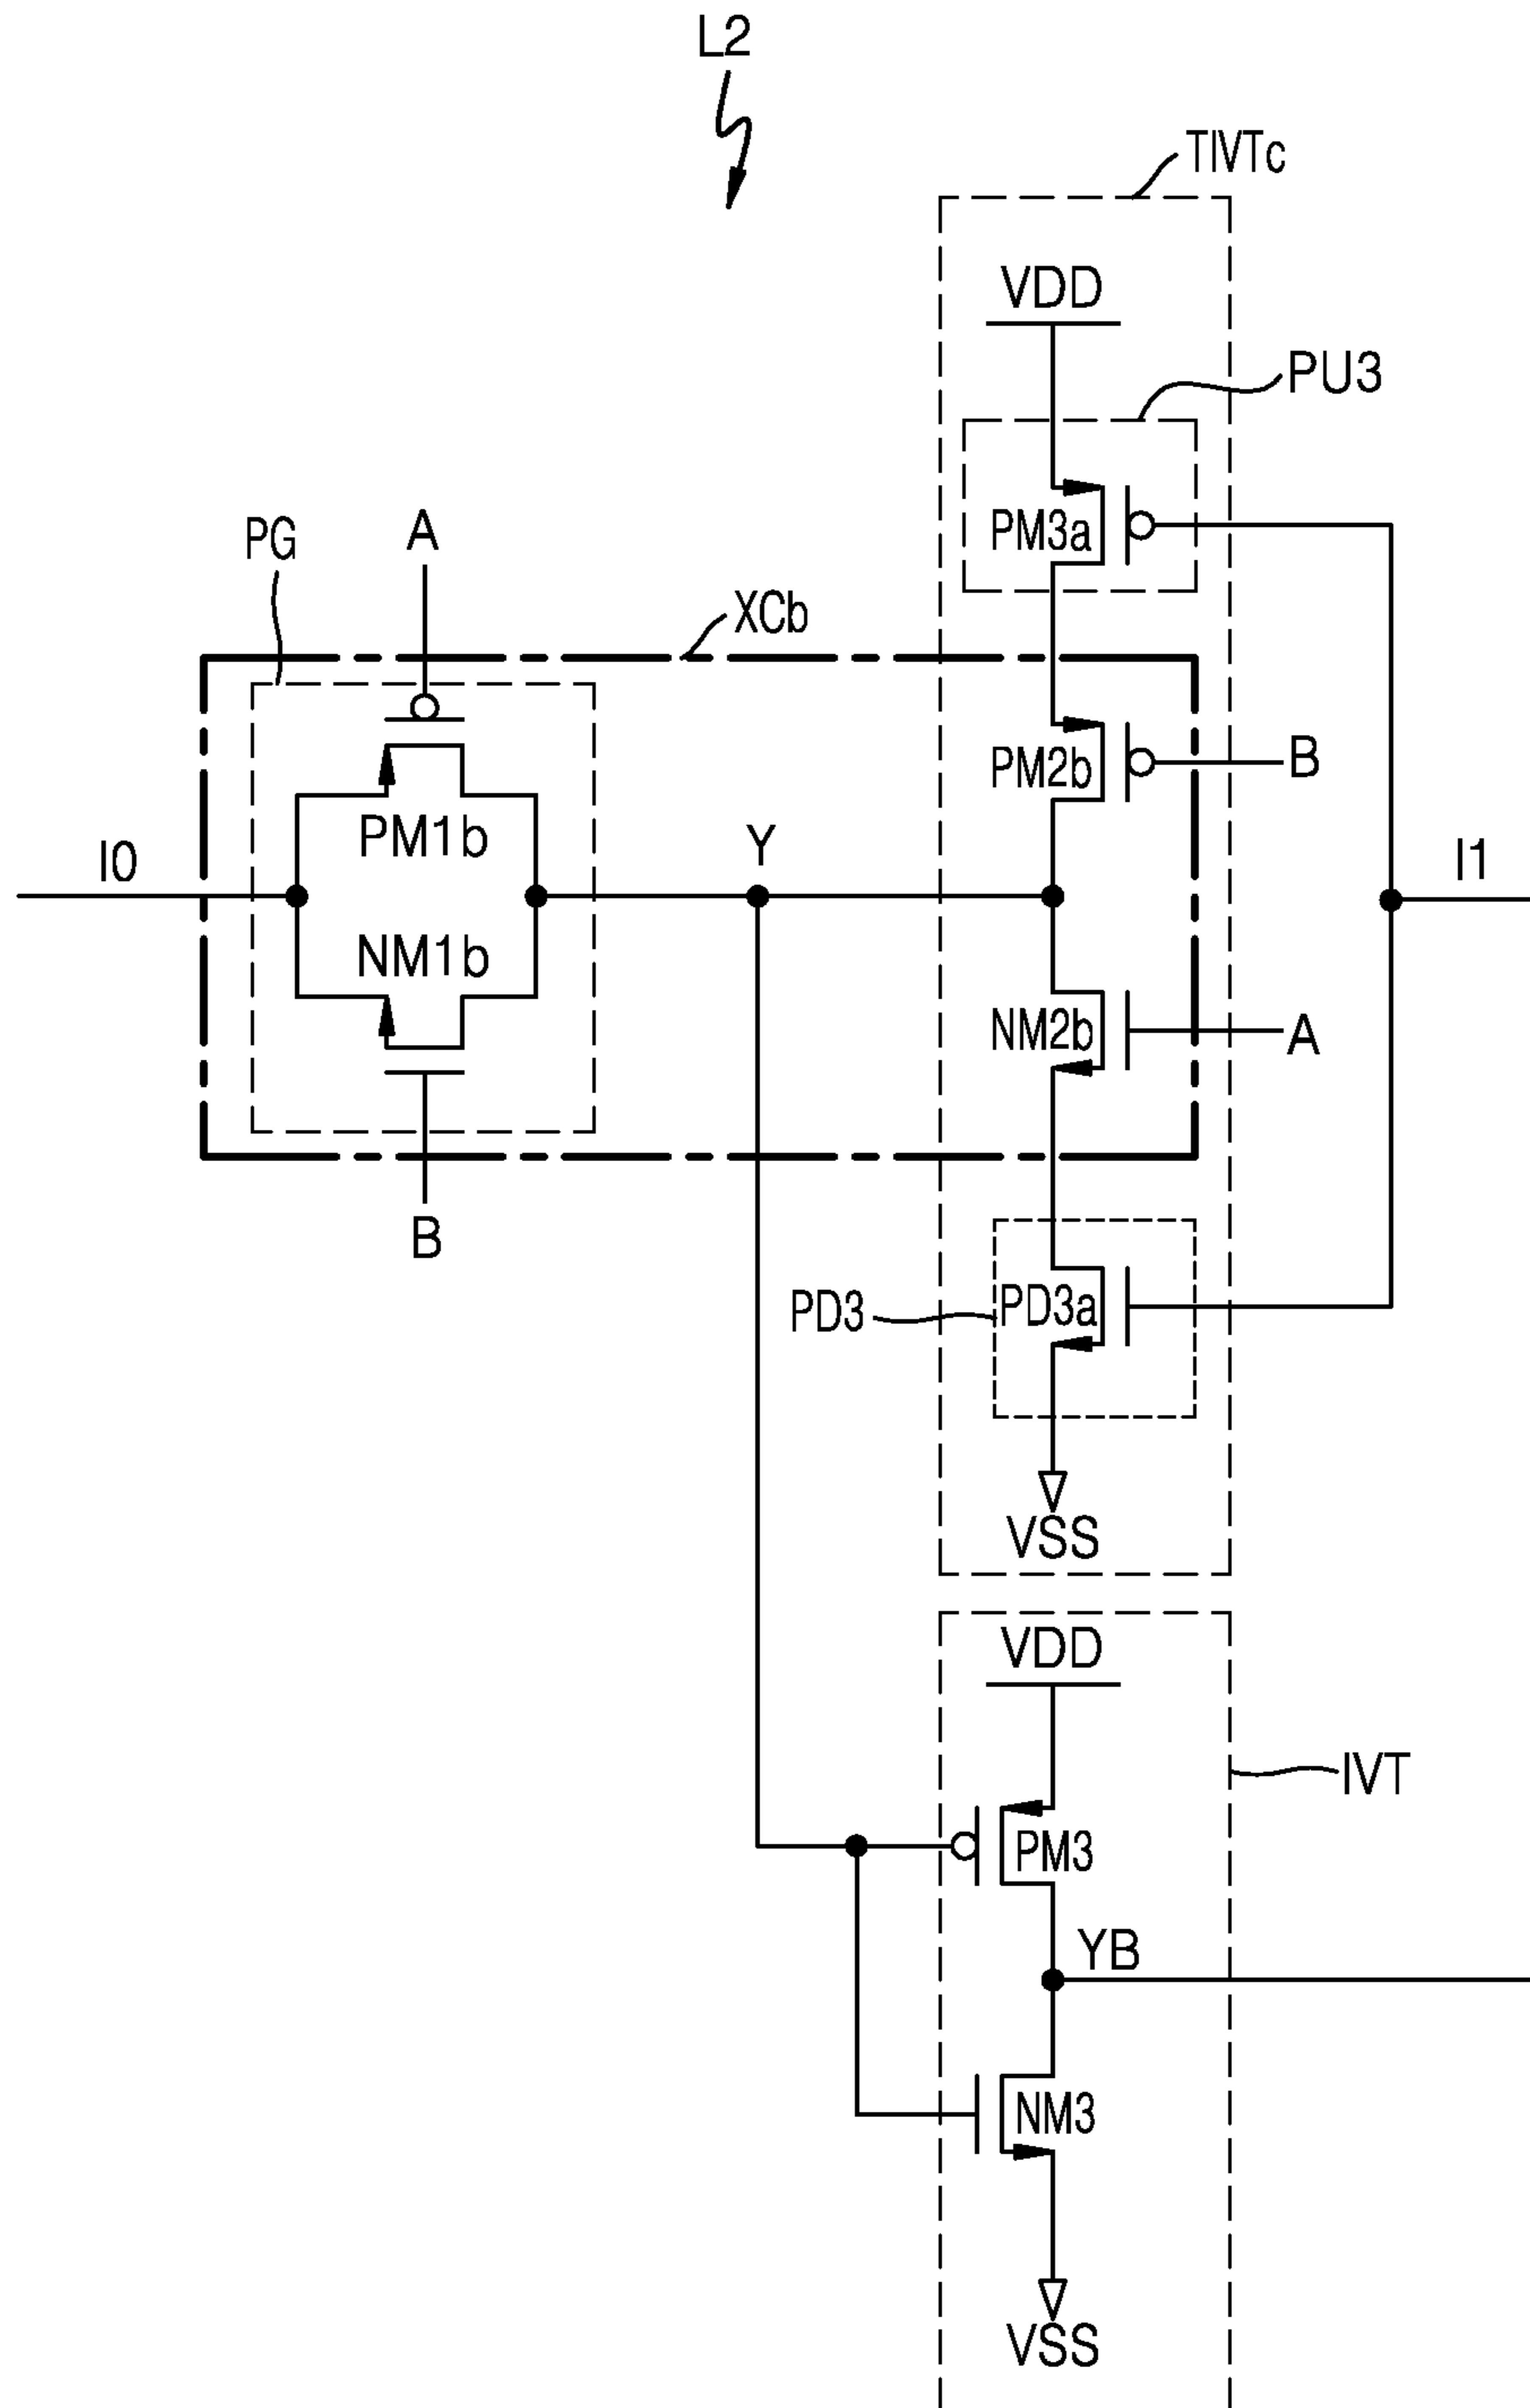 L2
TIVTc
VDD
PU3
PM3a
PG
A
XCb
PM2b
B
PM1b
I0
Y
I1
NM1b
NM2b
A
B
PD3
PD3a
VSS
VDD
IVT
PM3
YB
NM3
VSS